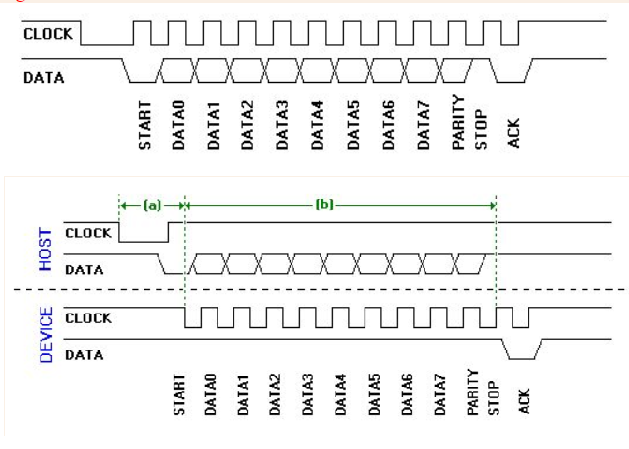 CLOCK
DATA
START DATA0 DATA1 DATA2 DATA3 DATA4 DATA5 DATA6 DATA7 PARITY STOP ACK
(a) (b)
HOST
CLOCK
DATA
DEVICE
CLOCK
DATA
START DATA0 DATA1 DATA2 DATA3 DATA4 DATA5 DATA6 DATA7 PARITY STOP ACK